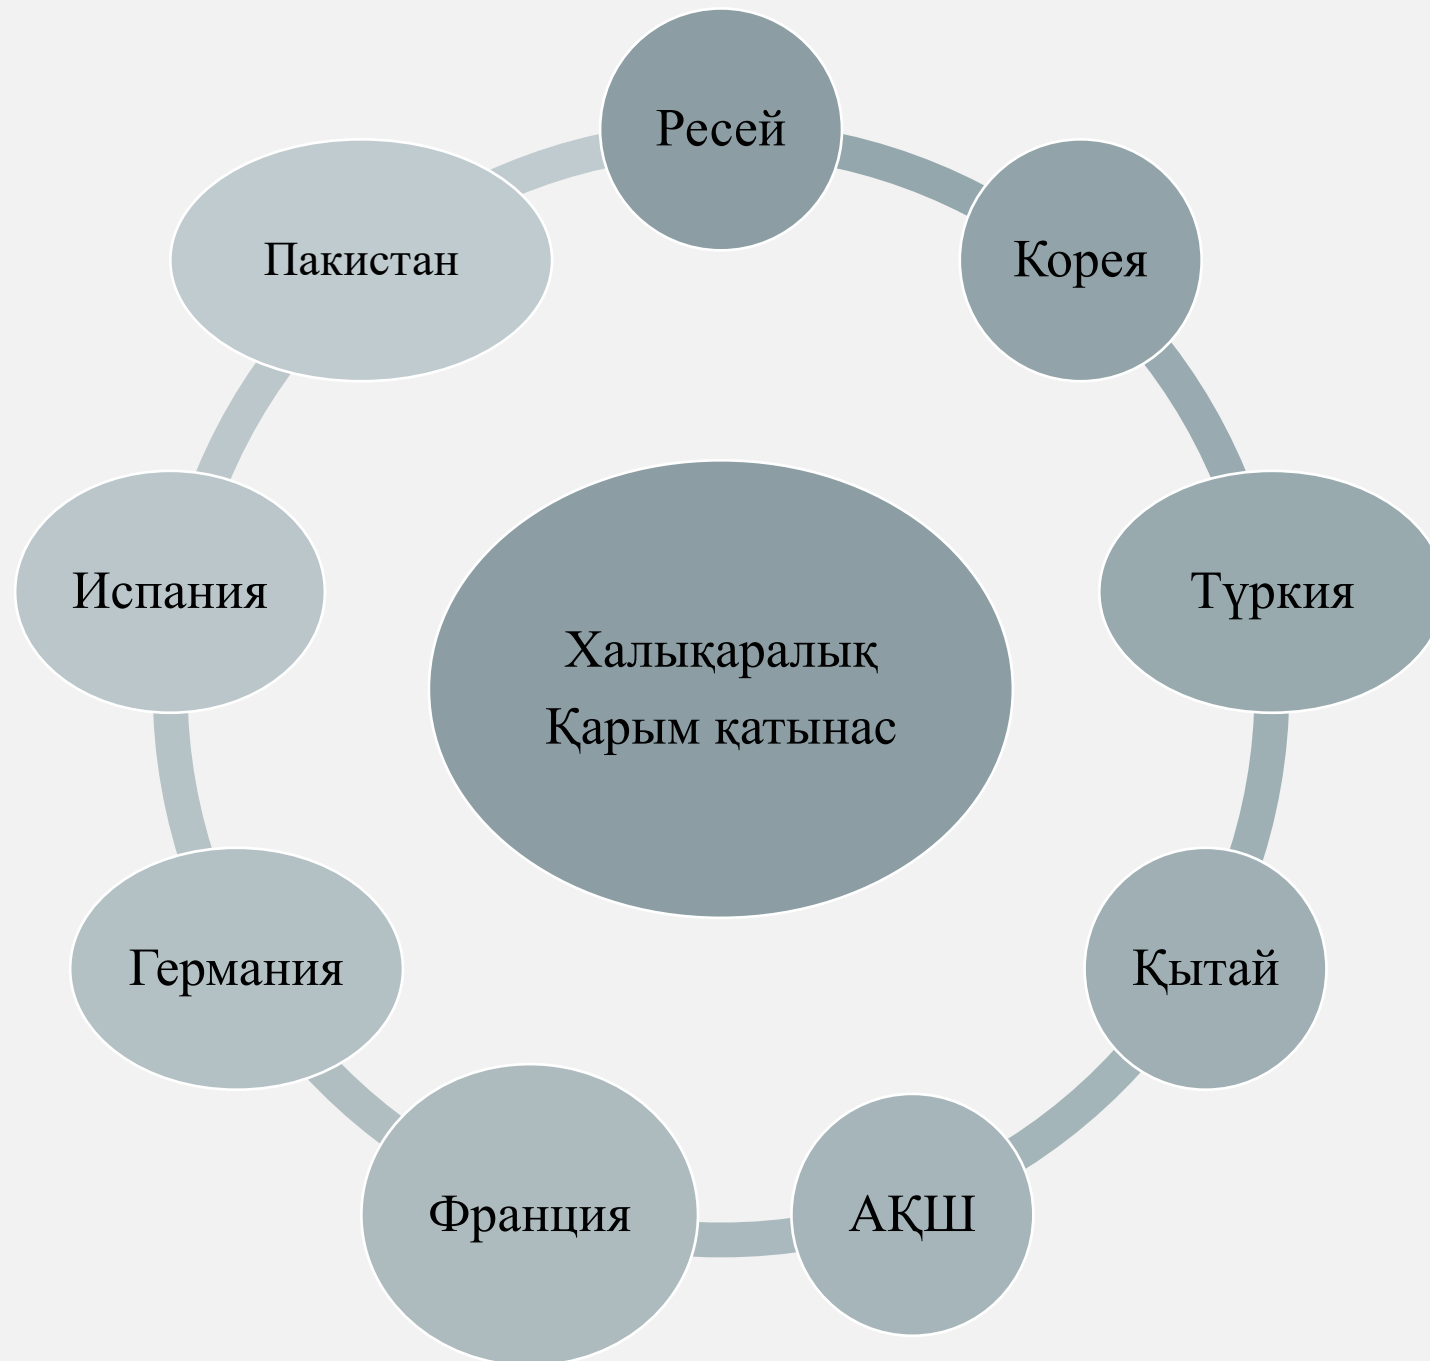 Ресей
Корея
Түркия
Қытай
АҚШ
Франция
Германия
Испания
Пакистан
Халықаралық
Қарым қатынас